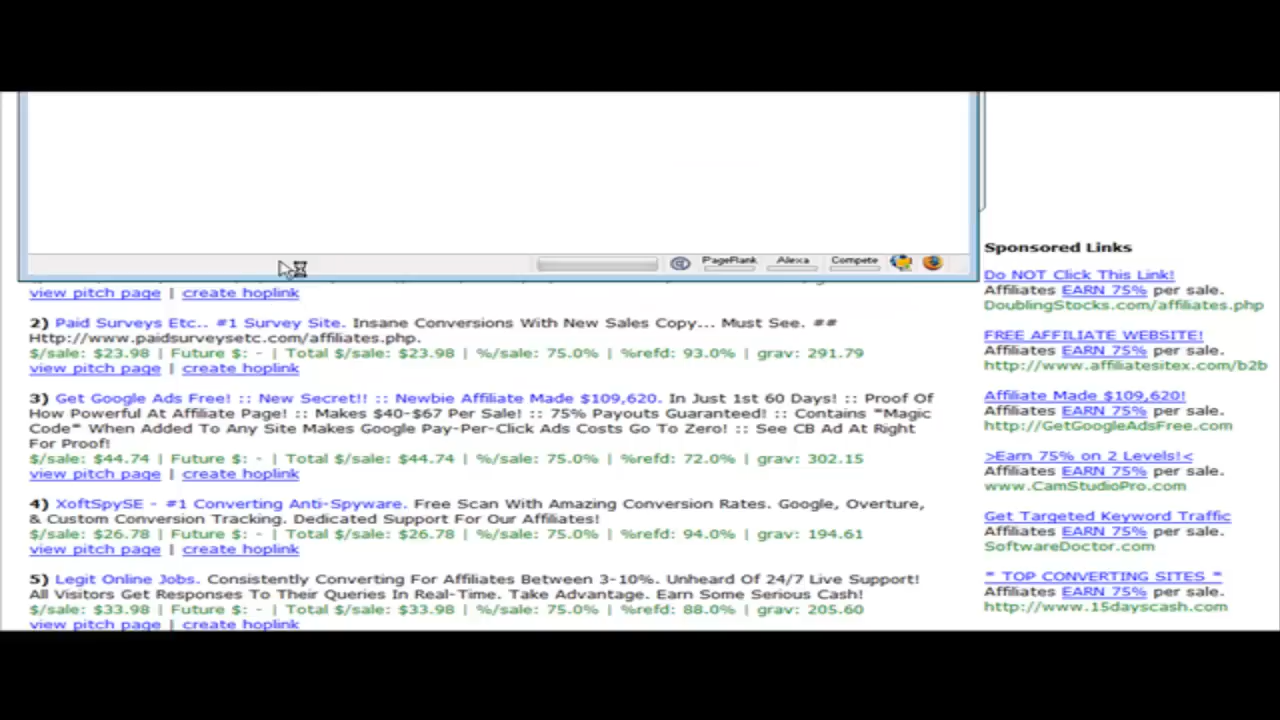 PageRank Alexa Compete
view pitch page | create hoplink
2) Paid Surveys Etc.. #1 Survey Site. Insane Conversions With New Sales Copy... Must See. ##
Http://www.paidsurveysetc.com/affiliates.php.
$/sale: $23.98 | Future $: - | Total $/sale: $23.98 | %/sale: 75.0% | %refd: 93.0% | grav: 291.79
view pitch page | create hoplink
3) Get Google Ads Free! :: New Secret!! :: Newbie Affiliate Made $109,620. In Just 1st 60 Days! :: Proof Of
How Powerful At Affiliate Page! :: Makes $40-$67 Per Sale! :: 75% Payouts Guaranteed! :: Contains "Magic
Code" When Added To Any Site Makes Google Pay-Per-Click Ads Costs Go To Zero! :: See CB Ad At Right
For Proof!
$/sale: $44.74 | Future $: - | Total $/sale: $44.74 | %/sale: 75.0% | %refd: 72.0% | grav: 302.15
view pitch page | create hoplink
4) XoftSpySE - #1 Converting Anti-Spyware. Free Scan With Amazing Conversion Rates. Google, Overture,
& Custom Conversion Tracking. Dedicated Support For Our Affiliates!
$/sale: $26.78 | Future $: - | Total $/sale: $26.78 | %/sale: 75.0% | %refd: 94.0% | grav: 194.61
view pitch page | create hoplink
5) Legit Online Jobs. Consistently Converting For Affiliates Between 3-10%. Unheard Of 24/7 Live Support!
All Visitors Get Responses To Their Queries In Real-Time. Take Advantage. Earn Some Serious Cash!
$/sale: $33.98 | Future $: - | Total $/sale: $33.98 | %/sale: 75.0% | %refd: 88.0% | grav: 205.60
view pitch page | create hoplink
Sponsored Links
Do NOT Click This Link!
Affiliates EARN 75% per sale.
DoublingStocks.com/affiliates.php
FREE AFFILIATE WEBSITE!
Affiliates EARN 75% per sale.
http://www.affiliatesitex.com/b2b
Affiliate Made $109,620!
Affiliates EARN 75% per sale.
http://GetGoogleAdsFree.com
>Earn 75% on 2 Levels!<
Affiliates EARN 75% per sale.
www.CamStudioPro.com
Get Targeted Keyword Traffic
Affiliates EARN 75% per sale.
SoftwareDoctor.com
* TOP CONVERTING SITES *
Affiliates EARN 75% per sale.
http://www.15dayscash.com